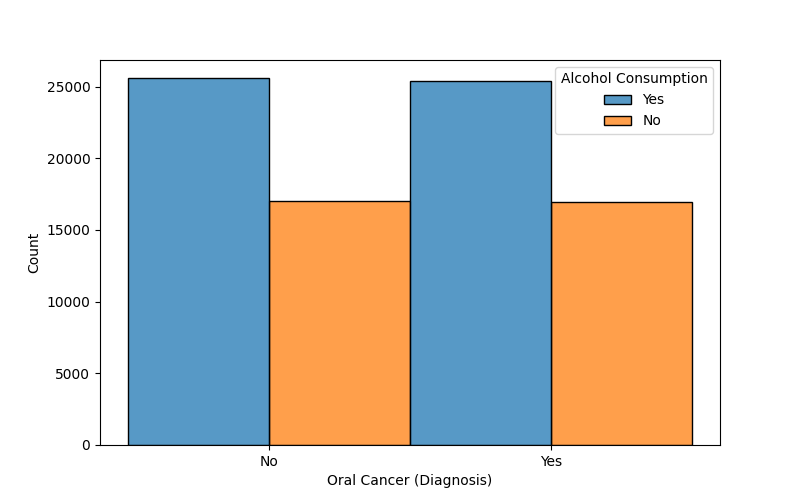 Alcohol Consumption
Yes
No
25000
20000
15000
10000
5000
0
Count
No
Yes
Oral Cancer (Diagnosis)